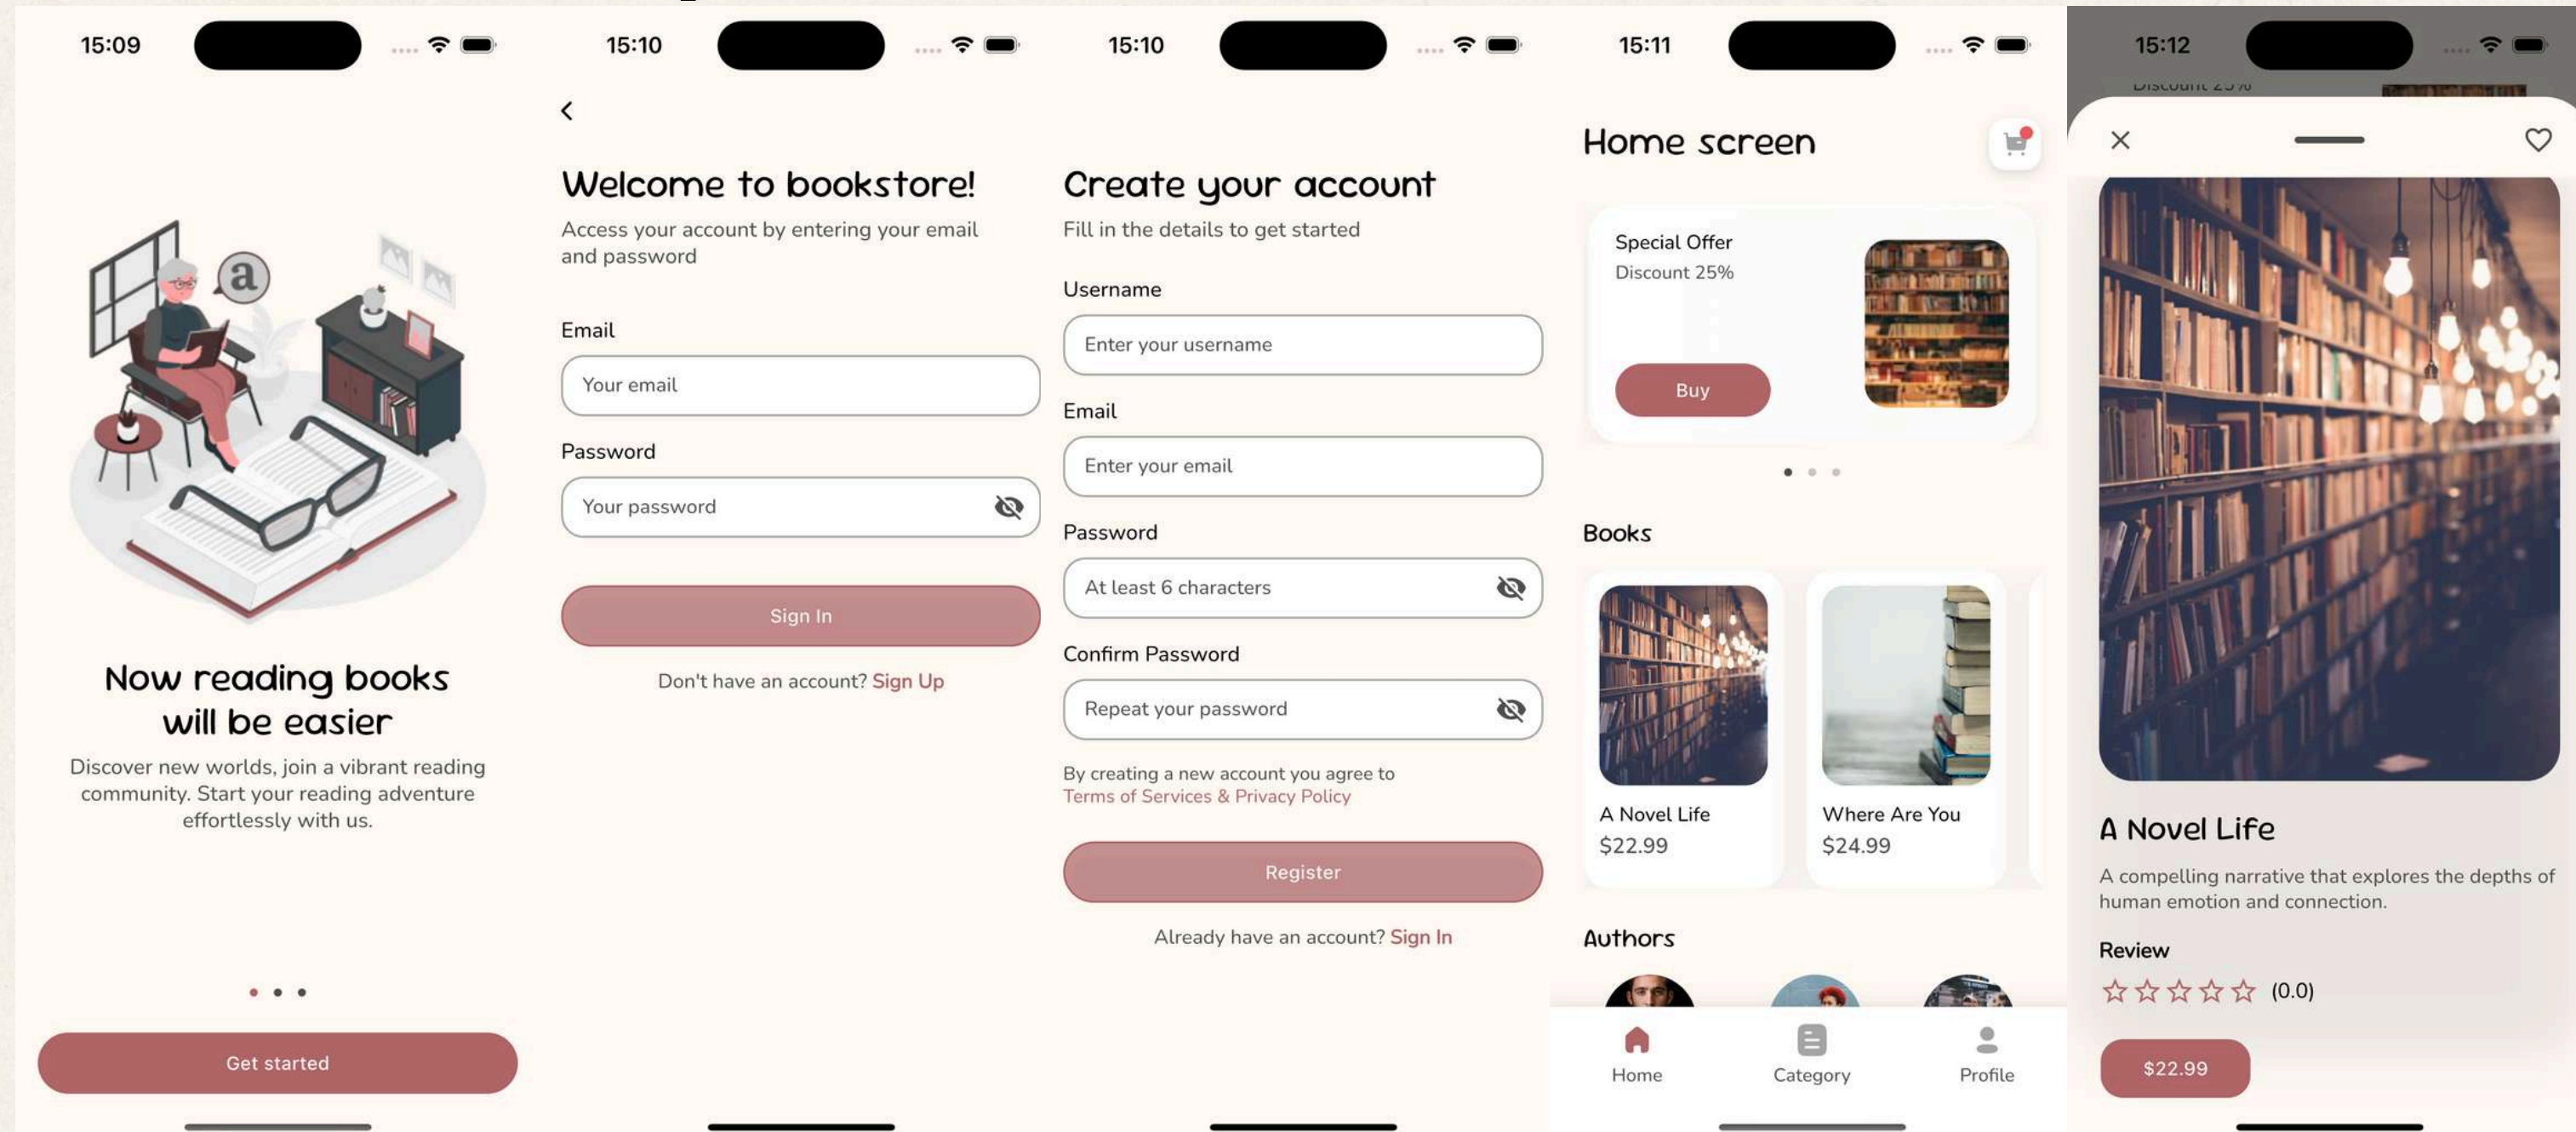 15:09
a
Now reading books
will be easier
Discover new worlds, join a vibrant reading
community. Start your reading adventure
effortlessly with us.
Get started
15:10
Welcome to bookstore!
Access your account by entering your email
and password
Email
Your email
Password
Your password
Sign In
Don't have an account? Sign Up
15:10
Create your account
Fill in the details to get started
Username
Enter your username
Email
Enter your email
Password
At least 6 characters
Confirm Password
Repeat your password
By creating a new account you agree to
Terms of Services & Privacy Policy
Register
Already have an account? Sign In
15:11
Home screen
Special Offer
Discount 25%
Buy
Books
A Novel Life
$22.99
Where Are You
$24.99
Authors
Home
Category
Profile
15:12
Discount 25%
A Novel Life
A compelling narrative that explores the depths of
human emotion and connection.
Review
(0.0)
$22.99